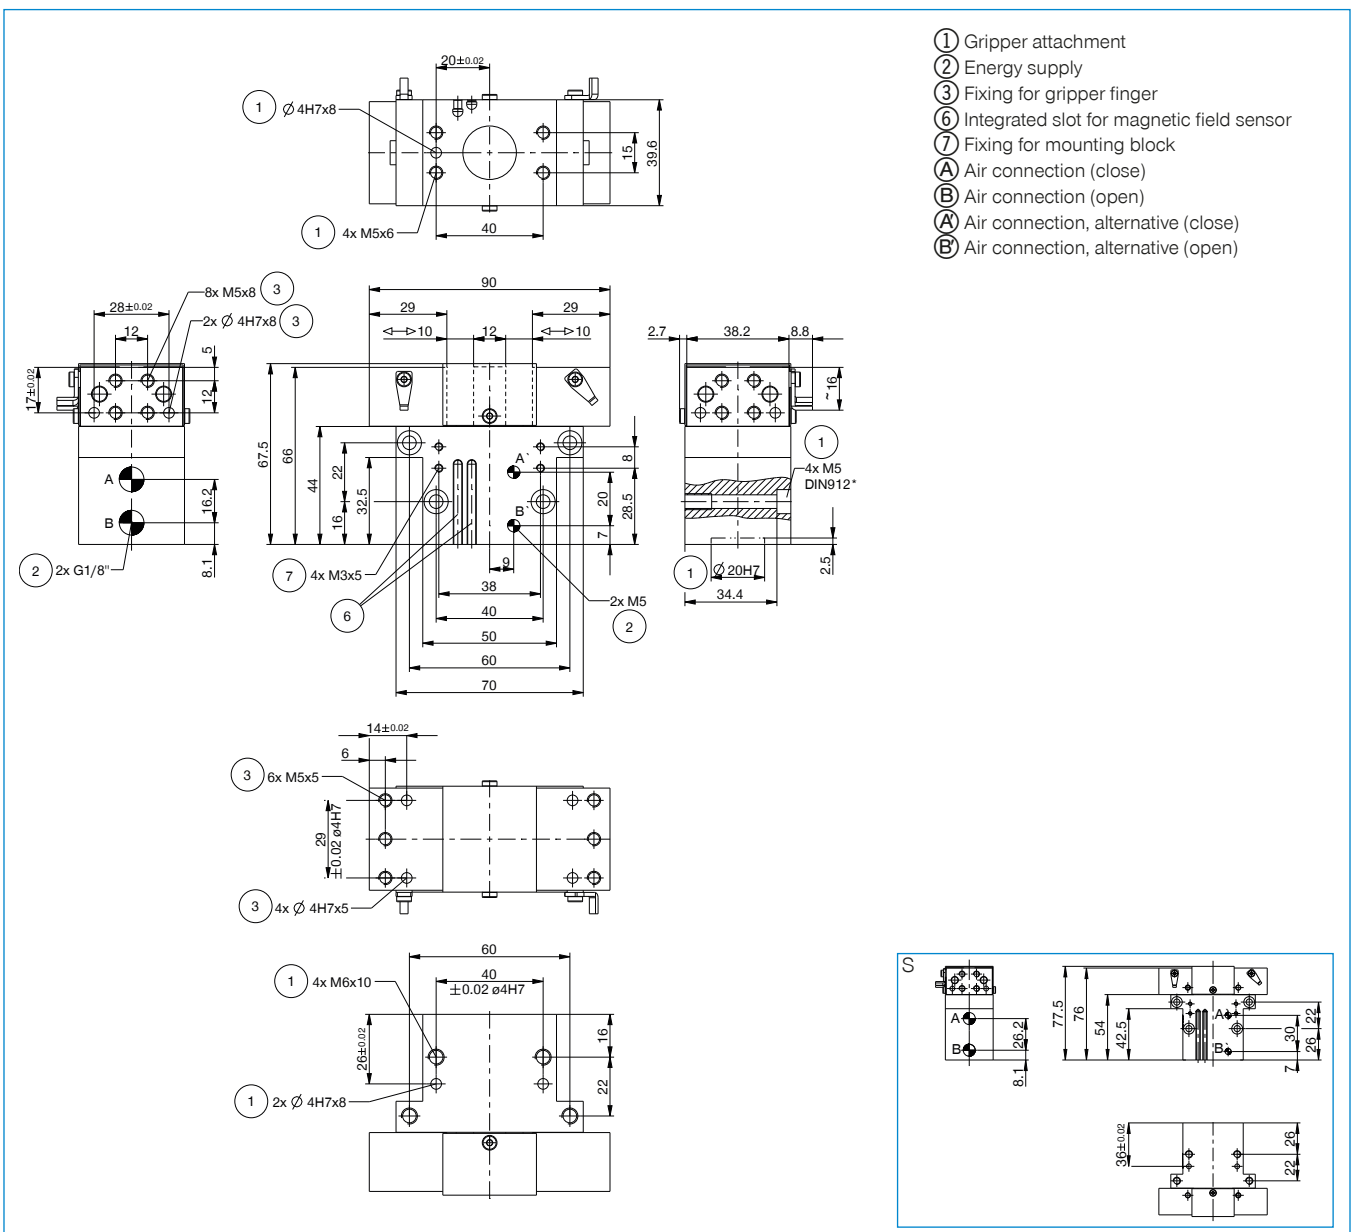 1 Gripper attachment
2 Energy supply
3 Fixing for gripper finger
6 Integrated slot for magnetic field sensor
7 Fixing for mounting block
A Air connection (close)
B Air connection (open)
A' Air connection, alternative (close)
B' Air connection, alternative (open)
20±0.02
1 Ø 4H7x8
15
39.6
1 4x M5x6
40
28±0.02
8x M5x8 3
12
2x Ø 4H7x8 3
5
17±0.02
12
A
B
16.2
8.1
2 2x G1/8"
90
29
29
10
12
10
67.5
66
44
22
32.5
16
A`
B`
8
20
28.5
7
9
7 4x M3x5
6
38
40
50
60
70
2x M5
2
2.7
38.2
8.8
~16
1
4x M5
DIN912*
1 Ø 20H7
34.4
2.5
14±0.02
6
3 6x M5x5
29
±0.02 ø4H7
3 4x Ø 4H7x5
60
1 4x M6x10
40
±0.02 ø4H7
26±0.02
16
22
1 2x Ø 4H7x8
S
A
B
26.2
8.1
77.5
76
54
42.5
A`
B`
22
30
26
7
36±0.02
26
22